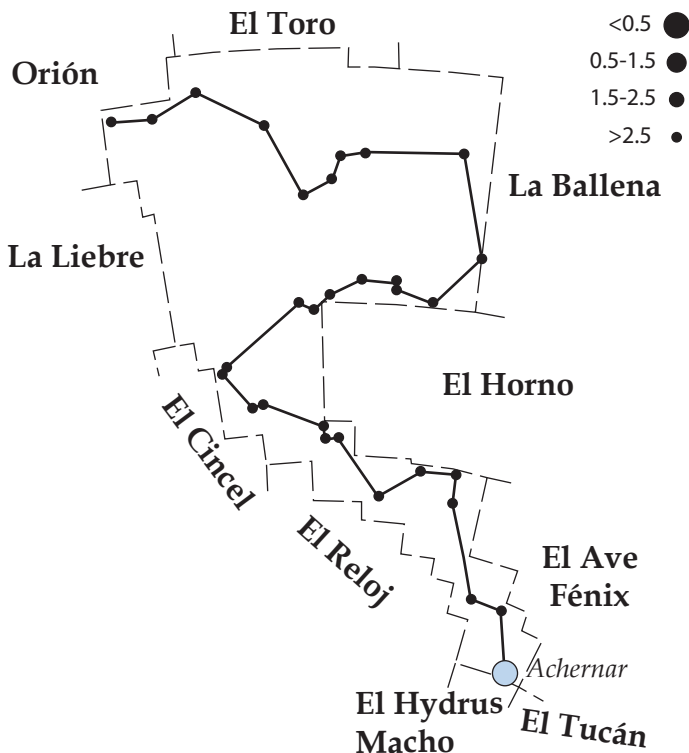 El Toro
<0.5
Orión
0.5-1.5
1.5-2.5
>2.5
La Ballena
La Liebre
El Horno
El Cincel
El Reloj
El Ave
Fénix
Achernar
El Hydrus
Macho
El Tucán